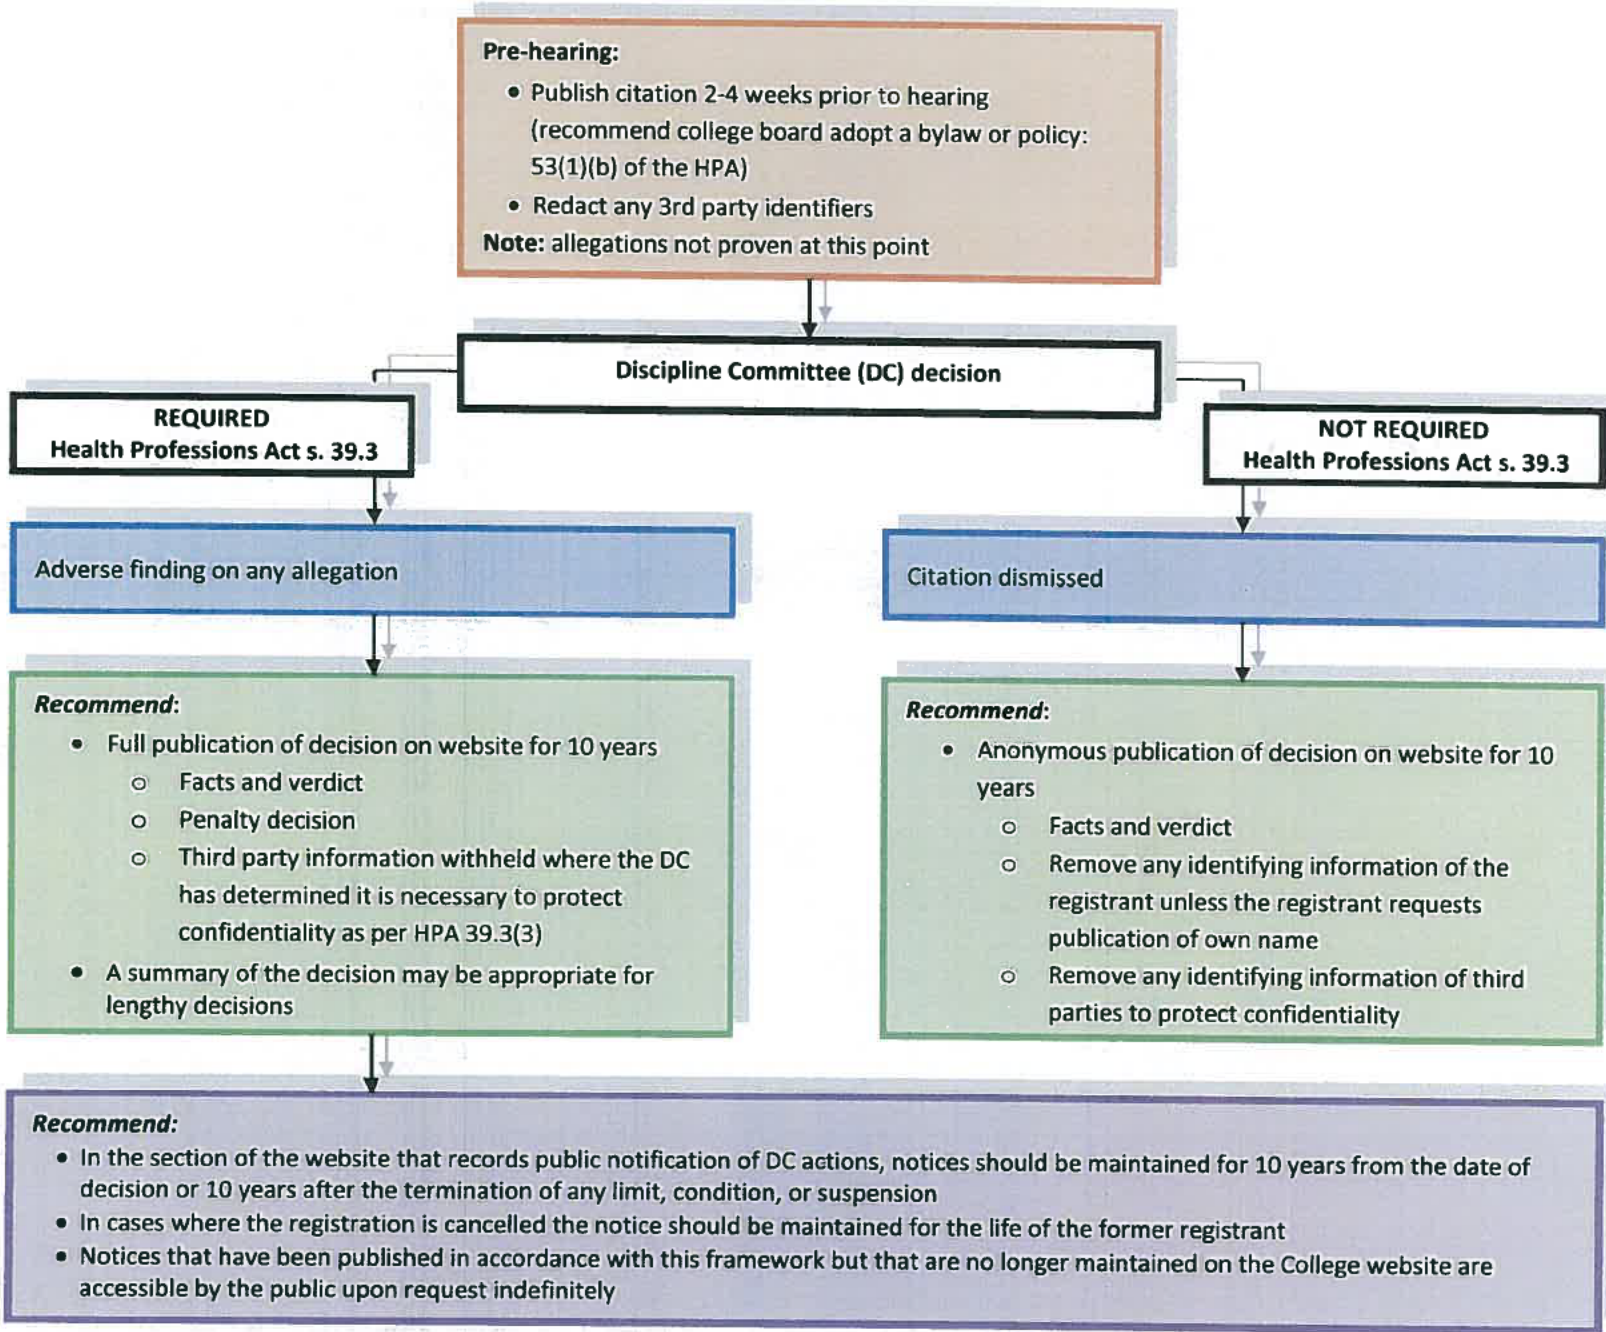 Pre-hearing:
• Publish citation 2-4 weeks prior to hearing
(recommend college board adopt a bylaw or policy:
53(1)(b) of the HPA)
• Redact any 3rd party identifiers
Note: allegations not proven at this point
Discipline Committee (DC) decision
REQUIRED
Health Professions Act s. 39.3
NOT REQUIRED
Health Professions Act s. 39.3
Adverse finding on any allegation
Citation dismissed
Recommend:
• Full publication of decision on website for 10 years
o Facts and verdict
o Penalty decision
o Third party information withheld where the DC
has determined it is necessary to protect
confidentiality as per HPA 39.3(3)
• A summary of the decision may be appropriate for
lengthy decisions
Recommend:
• Anonymous publication of decision on website for 10
years
o Facts and verdict
o Remove any identifying information of the
registrant unless the registrant requests
publication of own name
o Remove any identifying information of third
parties to protect confidentiality
Recommend:
• In the section of the website that records public notification of DC actions, notices should be maintained for 10 years from the date of
decision or 10 years after the termination of any limit, condition, or suspension
• In cases where the registration is cancelled the notice should be maintained for the life of the former registrant
• Notices that have been published in accordance with this framework but that are no longer maintained on the College website are
accessible by the public upon request indefinitely